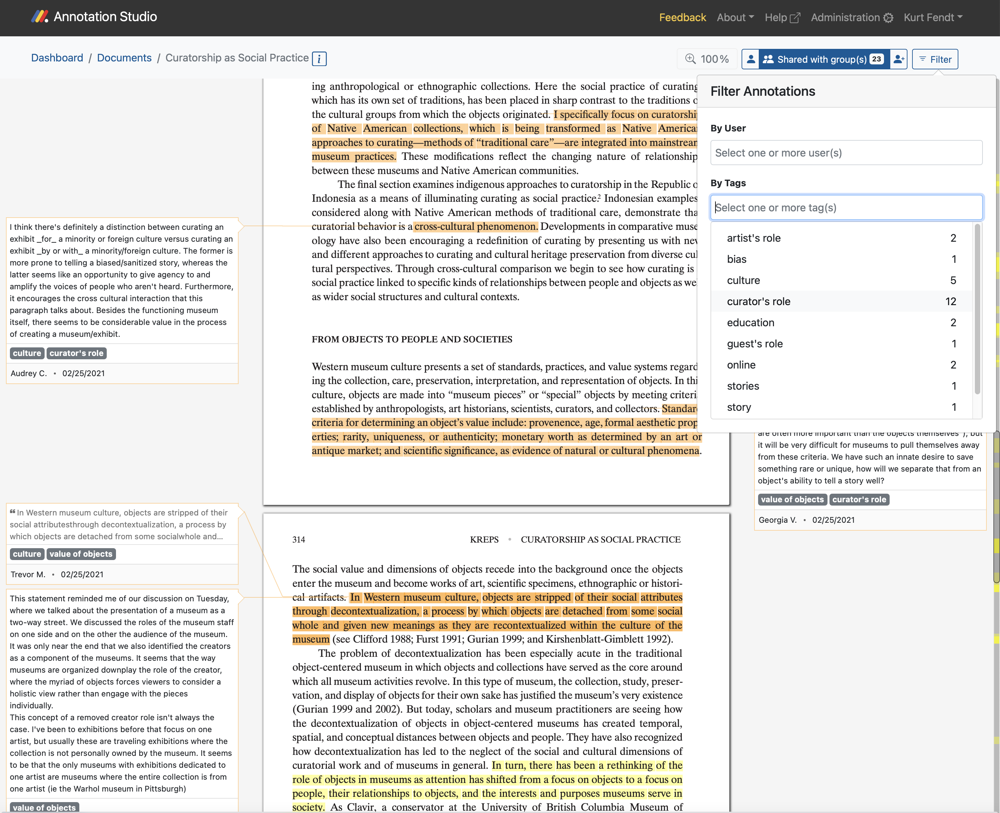 Annotation Studio
Feedback About Help Administration Kurt Fendt
Dashboard / Documents / Curatorship as Social Practice i
100% Shared with group(s) 23 Filter
ing anthropological or ethnographic collections. Here the social practice of curating
which has its own set of traditions, has been placed in sharp contrast to the traditions
the cultural groups from which the objects originated. I specifically focus on
of Native American collections, which is being transformed as Native
approaches to curating—methods of “traditional care”—are integrated into
museum practices. These modifications reflect the changing nature of relationship
between these museums and Native American communities.
The final section examines indigenous approaches to curatorship in the Republic
Indonesia as a means of illuminating curating as social practice.² Indonesian examples
considered along with Native American methods of traditional care, demonstrate
curatorial behavior is a cross-cultural phenomenon. Developments in comparative muse
ology have also been encouraging a redefinition of curating by presenting us with
and different approaches to curating and cultural heritage preservation from diverse cul
tural perspectives. Through cross-cultural comparison we begin to see how curating is
social practice linked to specific kinds of relationships between people and objects as
as wider social structures and cultural contexts.
FROM OBJECTS TO PEOPLE AND SOCIETIES
Western museum culture presents a set of standards, practices, and value systems regard
ing the collection, care, preservation, interpretation, and representation of objects. In
culture, objects are made into “museum pieces” or “special” objects by meeting
established by anthropologists, art historians, scientists, curators, and collectors.
criteria for determining an object’s value include: provenence, age, formal aesthetic prop
erties; rarity, uniqueness, or authenticity; monetary worth as determined by an art or
antique market; and scientific significance, as evidence of natural or cultural phenomena.
314 KREPS • CURATORSHIP AS SOCIAL PRACTICE
The social value and dimensions of objects recede into the background once the objects
enter the museum and become works of art, scientific specimens, ethnographic or histori-
cal artifacts. In Western museum culture, objects are stripped of their social attributes
through decontextualization, a process by which objects are detached from some social
whole and given new meanings as they are recontextualized within the culture of the
museum (see Clifford 1988; Furst 1991; Gurian 1999; and Kirshenblatt-Gimblett 1992).
The problem of decontextualization has been especially acute in the traditional
object-centered museum in which objects and collections have served as the core around
which all museum activities revolve. In this type of museum, the collection, study, preser-
vation, and display of objects for their own sake has justified the museum’s very existence
(Gurian 1999 and 2002). But today, scholars and museum practitioners are seeing how
the decontextualization of objects in object-centered museums has created temporal,
spatial, and conceptual distances between objects and people. They have also recognized
how decontextualization has led to the neglect of the social and cultural dimensions of
curatorial work and of museums in general. In turn, there has been a rethinking of the
role of objects in museums as attention has shifted from a focus on objects to a focus on
people, their relationships to objects, and the interests and purposes museums serve in
society. As Clavir, a conservator at the University of British Columbia Museum of
I think there's definitely a distinction between curating an
exhibit _for_ a minority or foreign culture versus curating an
exhibit _by or with_ a minority/foreign culture. The former is
more prone to telling a biased/sanitized story, whereas the
latter seems like an opportunity to give agency to and
amplify the voices of people who aren't heard. Furthermore,
it encourages the cross cultural interaction that this
paragraph talks about. Besides the functioning museum
itself, there seems to be considerable value in the process
of creating a museum/exhibit.
culture curator's role
Audrey C. • 02/25/2021
❝ In Western museum culture, objects are stripped of their
social attributesthrough decontextualization, a process by
which objects are detached from some socialwhole and...
culture value of objects
Trevor M. • 02/25/2021
This statement reminded me of our discussion on Tuesday,
where we talked about the presentation of a museum as a
two-way street. We discussed the roles of the museum staff
on one side and on the other the audience of the museum.
It was only near the end that we also identified the creators
as a component of the museums. It seems that the way
museums are organized downplay the role of the creator,
where the myriad of objects forces viewers to consider a
holistic view rather than engage with the pieces
individually.
This concept of a removed creator role isn't always the
case. I've been to exhibitions before that focus on one
artist, but usually these are traveling exhibitions where the
collection is not personally owned by the museum. It seems
to be that the only museums with exhibitions dedicated to
one artist are museums where the entire collection is from
one artist (ie the Warhol museum in Pittsburgh)
value of objects
Filter Annotations
By User
Select one or more user(s)
By Tags
Select one or more tag(s)
artist's role 2
bias 1
culture 5
curator's role 12
education 2
guest's role 1
online 2
stories 1
story 1
are often more important than the objects themselves"), but
it will be very difficult for museums to pull themselves away
from these criteria. We have such an innate desire to save
something rare or unique, how will we separate that from an
object's ability to tell a story well?
value of objects curator's role
Georgia V. • 02/25/2021